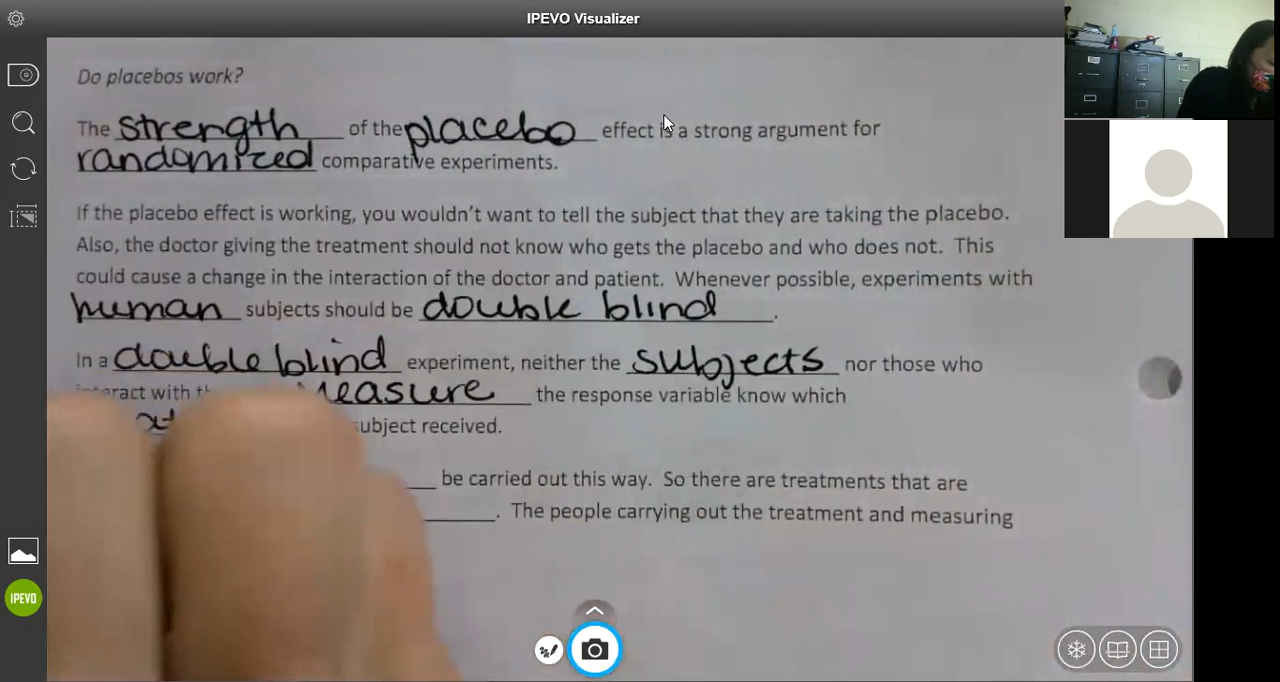 IPEVO Visualizer
Do placebos work?
The strength of the placebo effect is a strong argument for
randomized comparative experiments.
If the placebo effect is working, you wouldn't want to tell the subject that they are taking the placebo.
Also, the doctor giving the treatment should not know who gets the placebo and who does not. This
could cause a change in the interaction of the doctor and patient. Whenever possible, experiments with
human subjects should be double blind.
In a double blind experiment, neither the subjects nor those who
with measure the response variable know which
subject received.
be carried out this way. So there are treatments that are
. The people carrying out the treatment and measuring
IPEVO